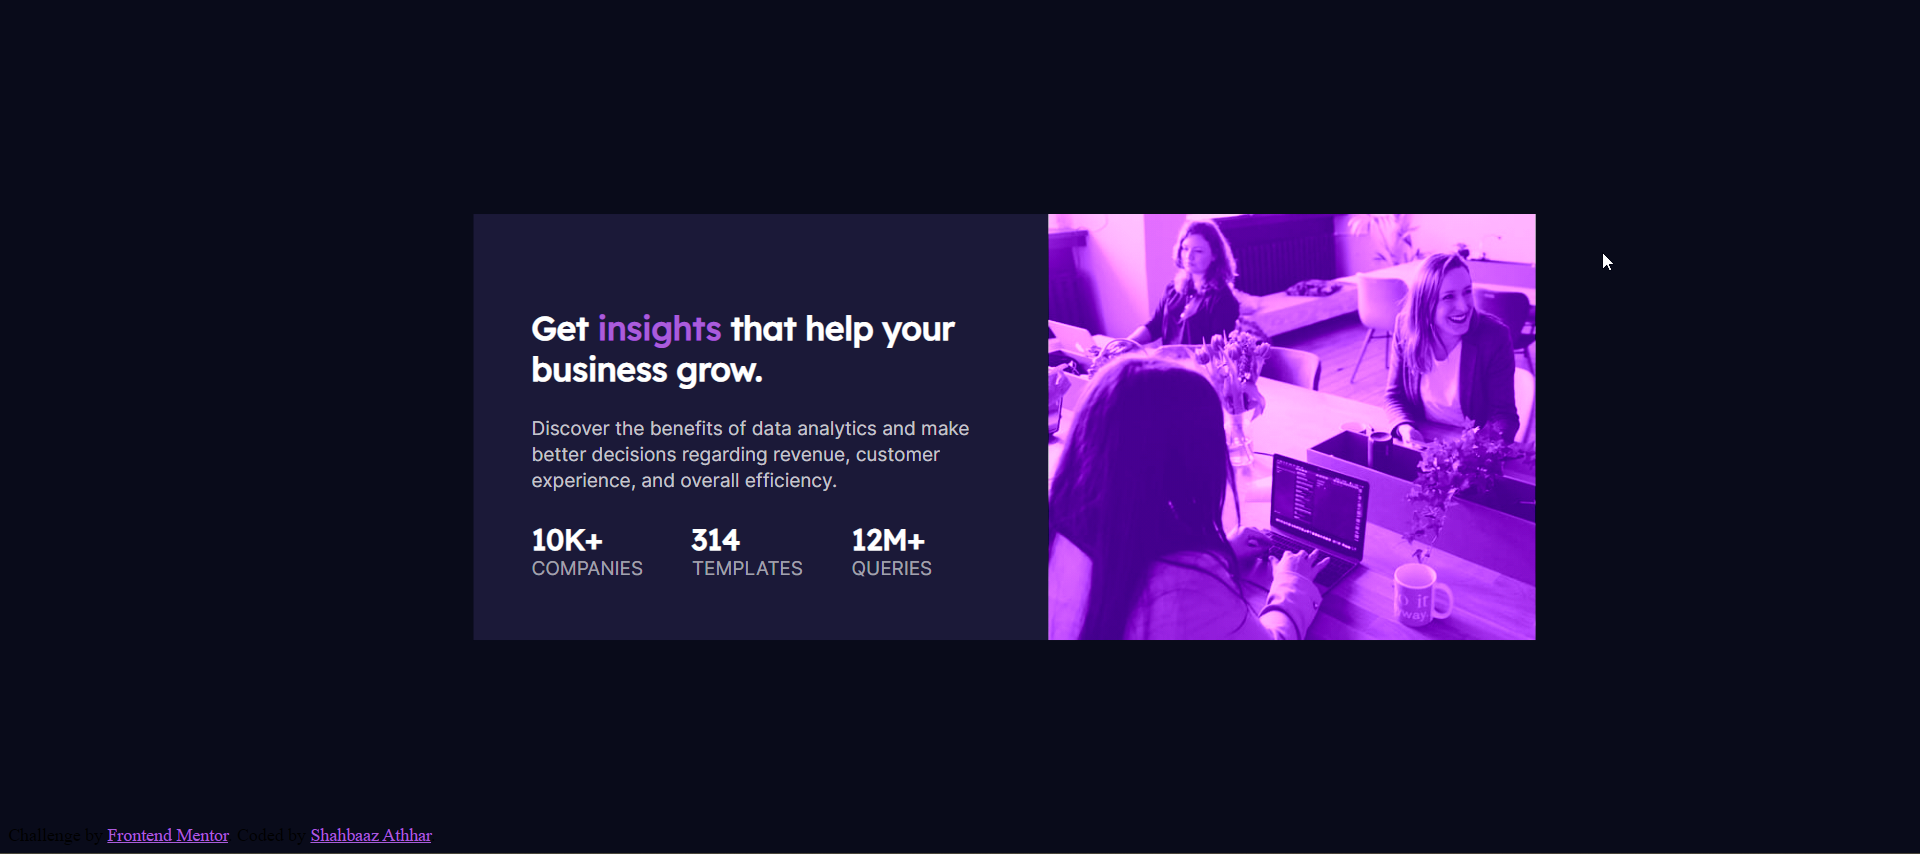 Get insights that help your
business grow.
Discover the benefits of data analytics and make
better decisions regarding revenue, customer
experience, and overall efficiency.
10K+ 314 12M+
COMPANIES TEMPLATES QUERIES
Challenge by Frontend Mentor. Coded by Shahbaaz Athhar.